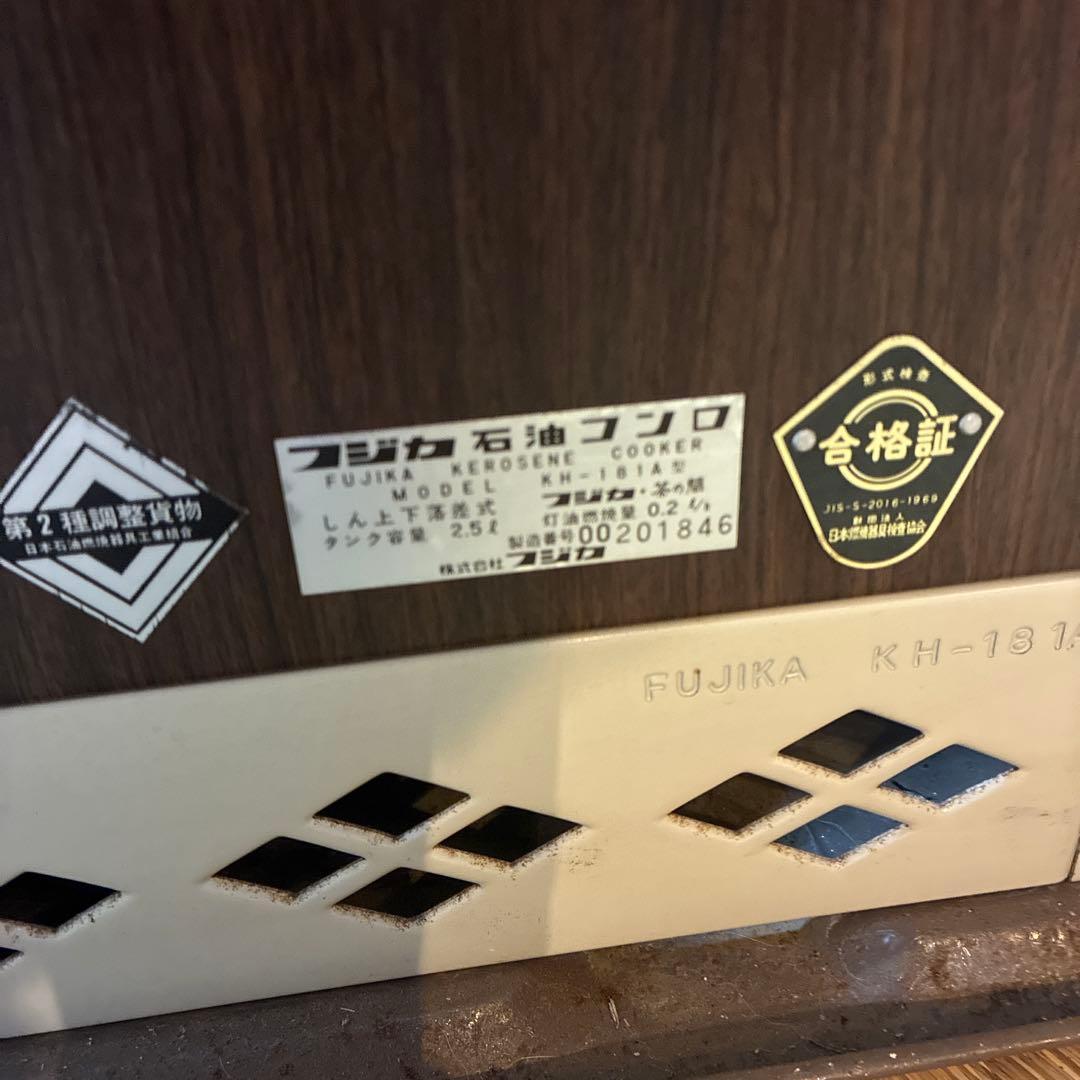 第2種調整貨物
日本石油燃焼器具工業組合
フジカ 石油コンロ
FUJIKA KEROSENE COOKER
MODEL KH-181A型
しん上下落差式 フジカ・茶の間
タンク容量 2.5ℓ 灯油燃焼量 0.2ℓ/h
製造番号00201846
株式会社フジカ
形式検査
合格証
JIS-S-2016-1969
財団法人
日本燃焼器具検査協会
FUJIKA KH-181A